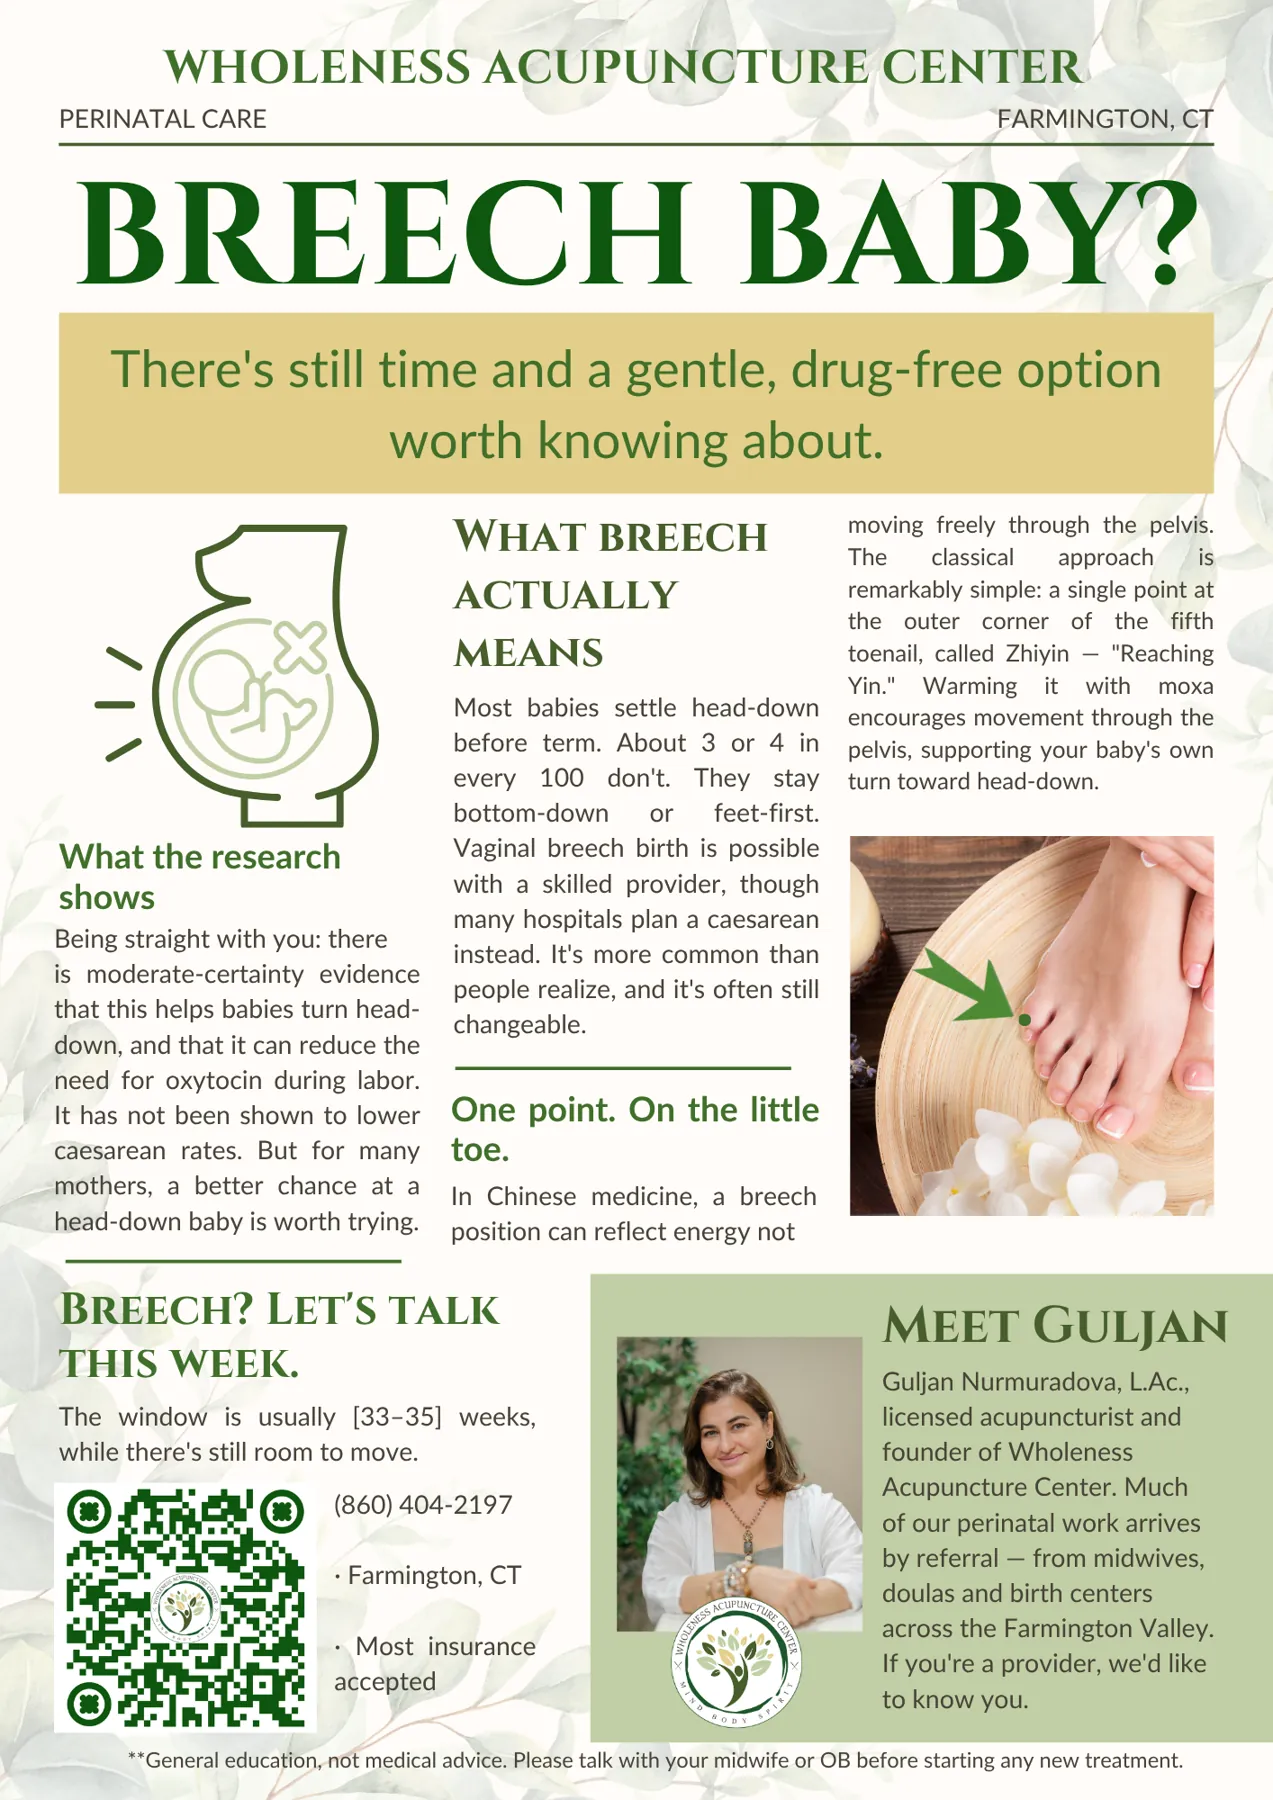 WHOLENESS ACUPUNCTURE CENTER
PERINATAL CARE
FARMINGTON, CT
BREECH BABY?
There's still time and a gentle, drug-free option
worth knowing about.
What the research
shows
Being straight with you: there
is moderate-certainty evidence
that this helps babies turn head-
down, and that it can reduce the
need for oxytocin during labor.
It has not been shown to lower
caesarean rates. But for many
mothers, a better chance at a
head-down baby is worth trying.
What breech
actually
means
Most babies settle head-down
before term. About 3 or 4 in
every 100 don't. They stay
bottom-down or feet-first.
Vaginal breech birth is possible
with a skilled provider, though
many hospitals plan a caesarean
instead. It's more common than
people realize, and it's often still
changeable.
One point. On the little
toe.
In Chinese medicine, a breech
position can reflect energy not
moving freely through the pelvis.
The classical approach is
remarkably simple: a single point at
the outer corner of the fifth
toenail, called Zhiyin — "Reaching
Yin." Warming it with moxa
encourages movement through the
pelvis, supporting your baby's own
turn toward head-down.
Breech? Let's talk
this week.
The window is usually [33–35] weeks,
while there's still room to move.
(860) 404-2197
· Farmington, CT
· Most insurance
accepted
WHOLENESS ACUPUNCTURE CENTER
MIND BODY SPIRIT
Meet Guljan
Guljan Nurmuradova, L.Ac.,
licensed acupuncturist and
founder of Wholeness
Acupuncture Center. Much
of our perinatal work arrives
by referral — from midwives,
doulas and birth centers
across the Farmington Valley.
If you're a provider, we'd like
to know you.
WHOLENESS ACUPUNCTURE CENTER
MIND BODY SPIRIT
**General education, not medical advice. Please talk with your midwife or OB before starting any new treatment.